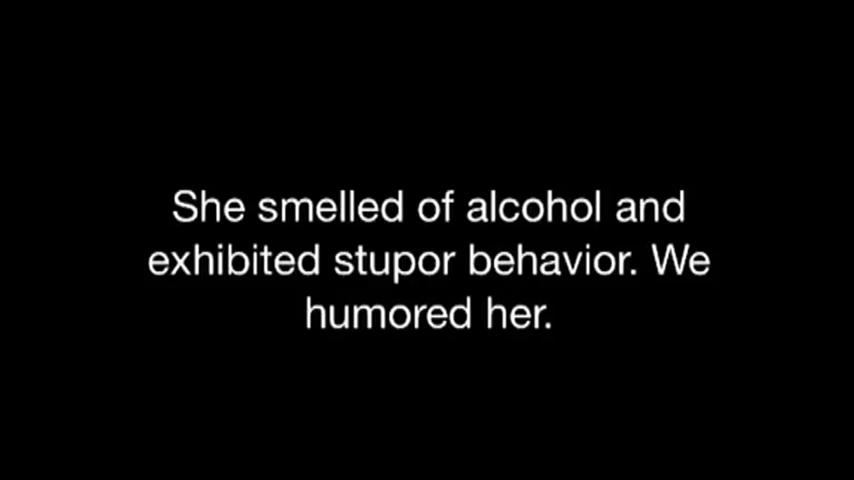 She smelled of alcohol and
exhibited stupor behavior. We
humored her.